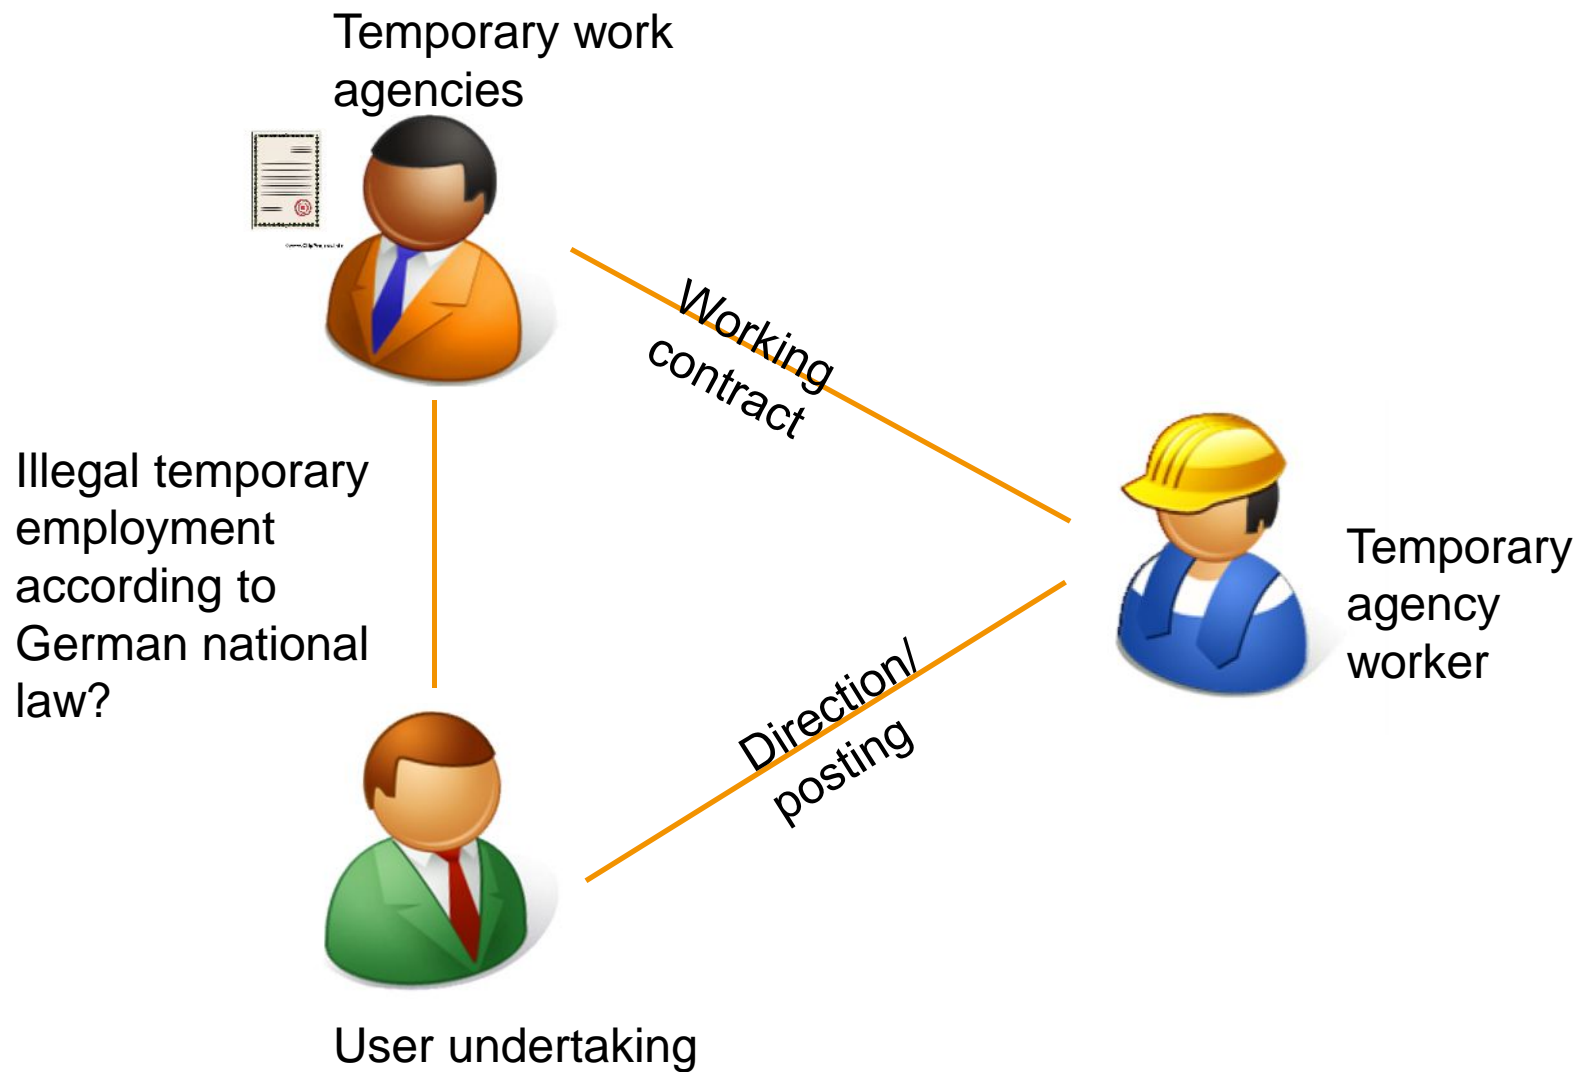 Temporary work
agencies
Working
contract
Illegal temporary
employment
according to
German national
law?
Temporary
agency
worker
Direction/
posting
User undertaking